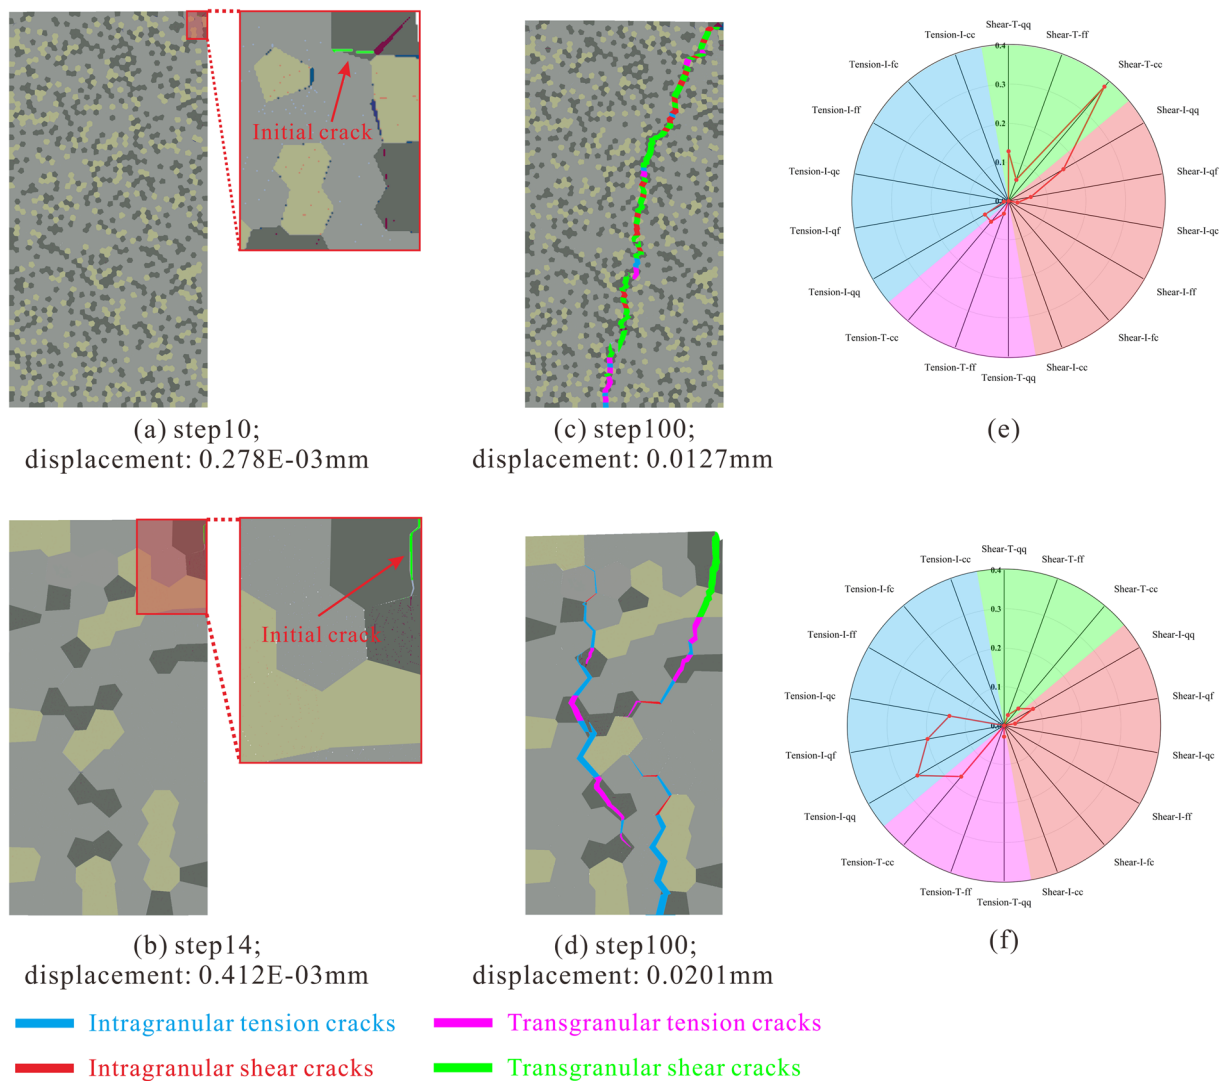 Initial crack
(a) step10;
displacement: 0.278E-03mm
(c) step100;
displacement: 0.0127mm
Shear-T-qq
Shear-T-ff
Shear-T-cc
Shear-I-qq
Shear-I-qf
Shear-I-qc
Shear-I-ff
Shear-I-fc
Shear-I-cc
Tension-T-qq
Tension-T-ff
Tension-T-cc
Tension-I-qq
Tension-I-qf
Tension-I-qc
Tension-I-ff
Tension-I-fc
Tension-I-cc
0.4
0.3
0.2
0.1
(e)
Initial crack
(b) step14;
displacement: 0.412E-03mm
(d) step100;
displacement: 0.0201mm
Shear-T-qq
Shear-T-ff
Shear-T-cc
Shear-I-qq
Shear-I-qf
Shear-I-qc
Shear-I-ff
Shear-I-fc
Shear-I-cc
Tension-T-qq
Tension-T-ff
Tension-T-cc
Tension-I-qq
Tension-I-qf
Tension-I-qc
Tension-I-ff
Tension-I-fc
Tension-I-cc
0.4
0.3
0.2
0.1
(f)
Intragranular tension cracks
Transgranular tension cracks
Intragranular shear cracks
Transgranular shear cracks